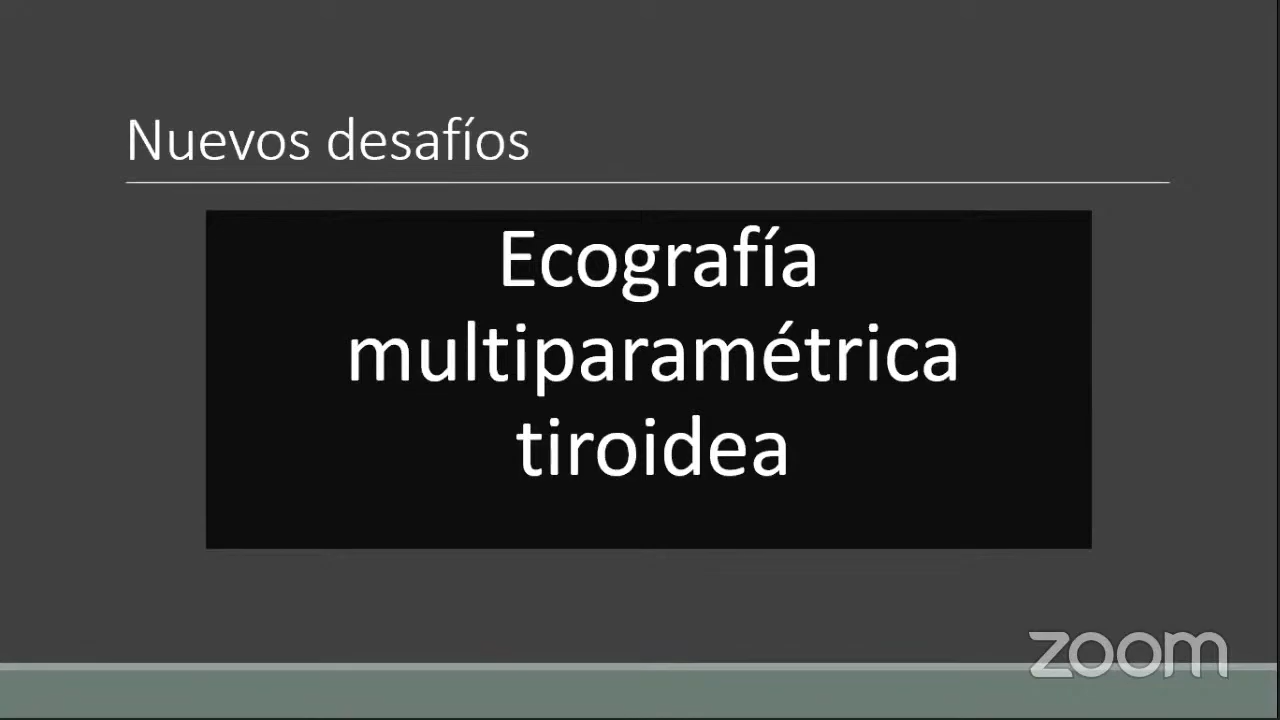 Nuevos desafíos
Ecografía
multiparamétrica
tiroidea
zoom